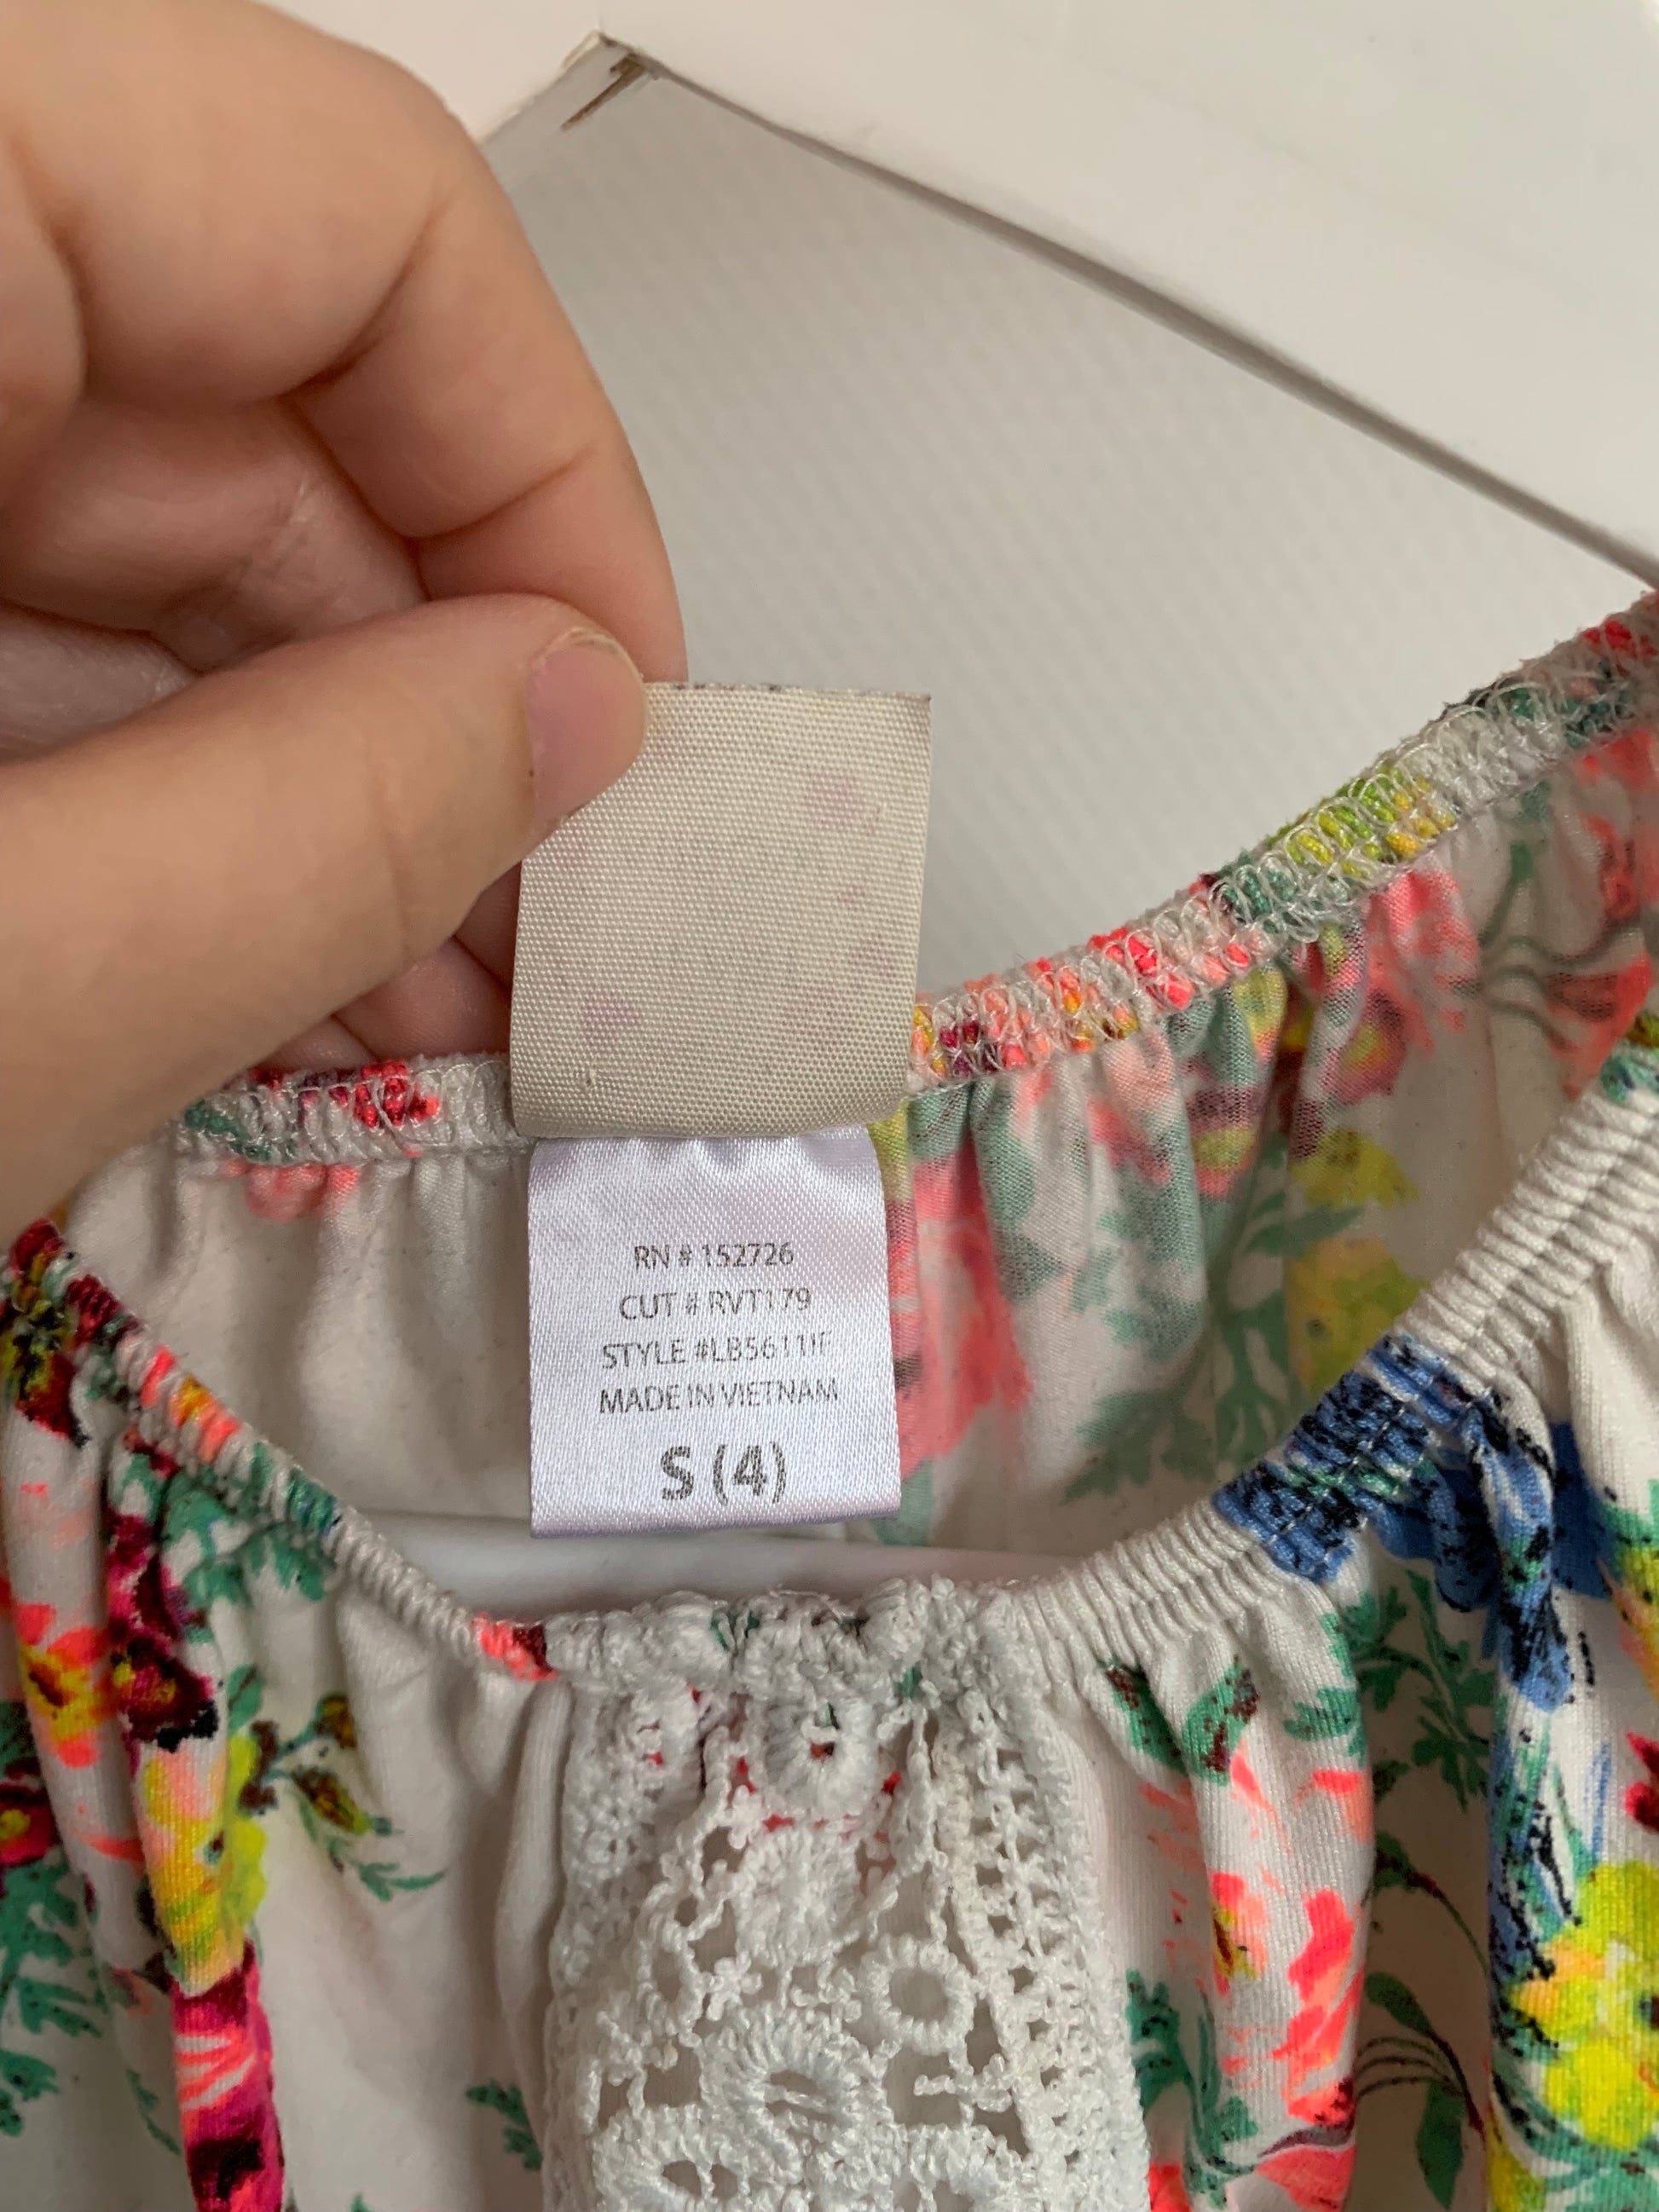 RN # 152726
CUT # RVT179
STYLE #LB5611IF
MADE IN VIETNAM
S (4)